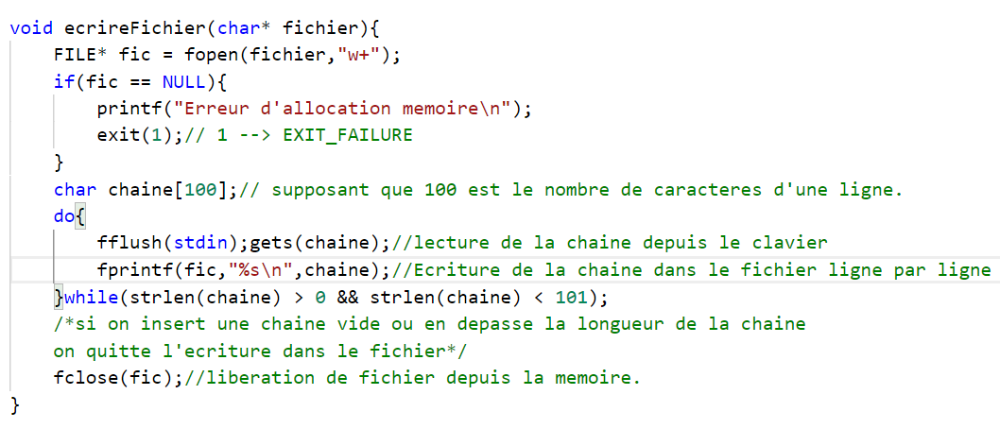 void ecrireFichier(char* fichier){
    FILE* fic = fopen(fichier,"w+");
    if(fic == NULL){
        printf("Erreur d'allocation memoire\n");
        exit(1);// 1 --> EXIT_FAILURE
    }
    char chaine[100];// supposant que 100 est le nombre de caracteres d'une ligne.
    do{
        fflush(stdin);gets(chaine);//lecture de la chaine depuis le clavier
        fprintf(fic,"%s\n",chaine);//Ecriture de la chaine dans le fichier ligne par ligne
    }while(strlen(chaine) > 0 && strlen(chaine) < 101);
    /*si on insert une chaine vide ou en depasse la longueur de la chaine
    on quitte l'ecriture dans le fichier*/
    fclose(fic);//liberation de fichier depuis la memoire.
}